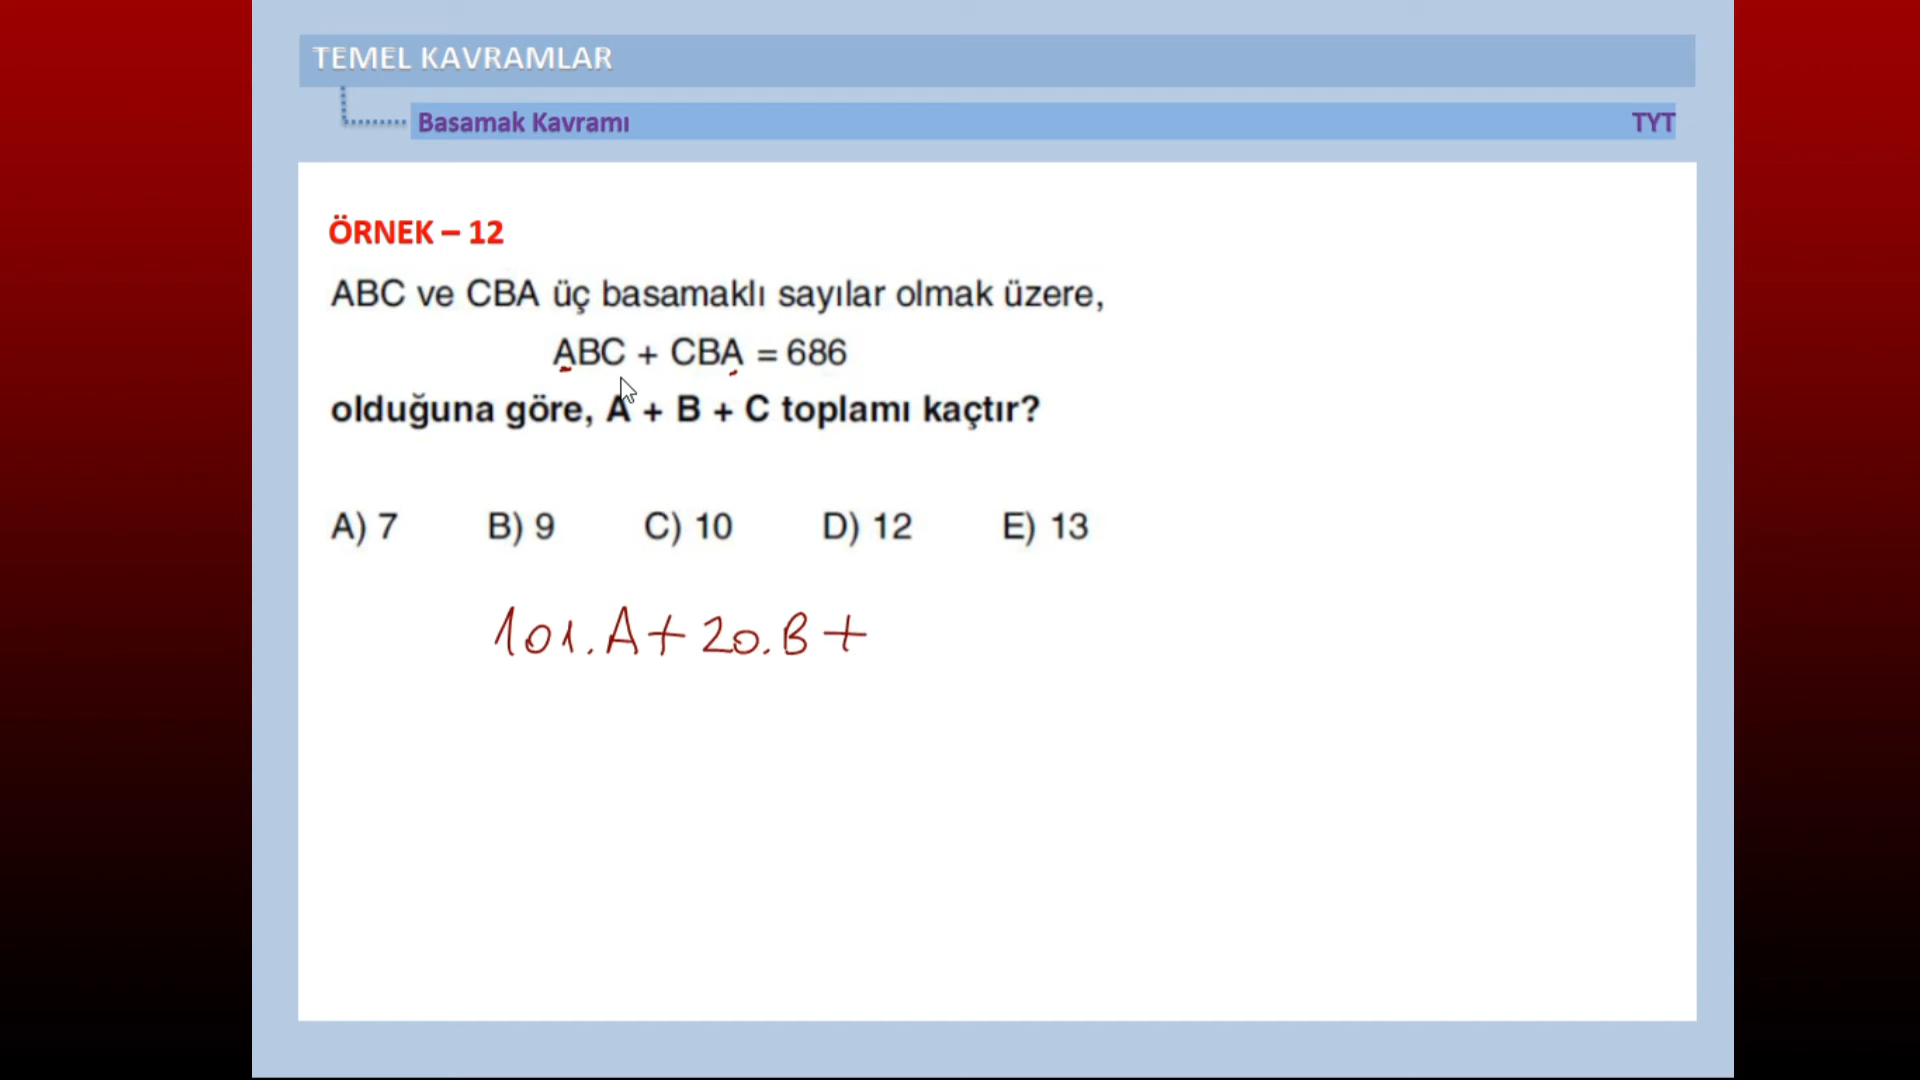 TEMEL KAVRAMLAR
Basamak Kavramı TYT
ÖRNEK – 12
ABC ve CBA üç basamaklı sayılar olmak üzere,
ABC + CBA = 686
olduğuna göre, A + B + C toplamı kaçtır?
A) 7 B) 9 C) 10 D) 12 E) 13
101.A+20.B+